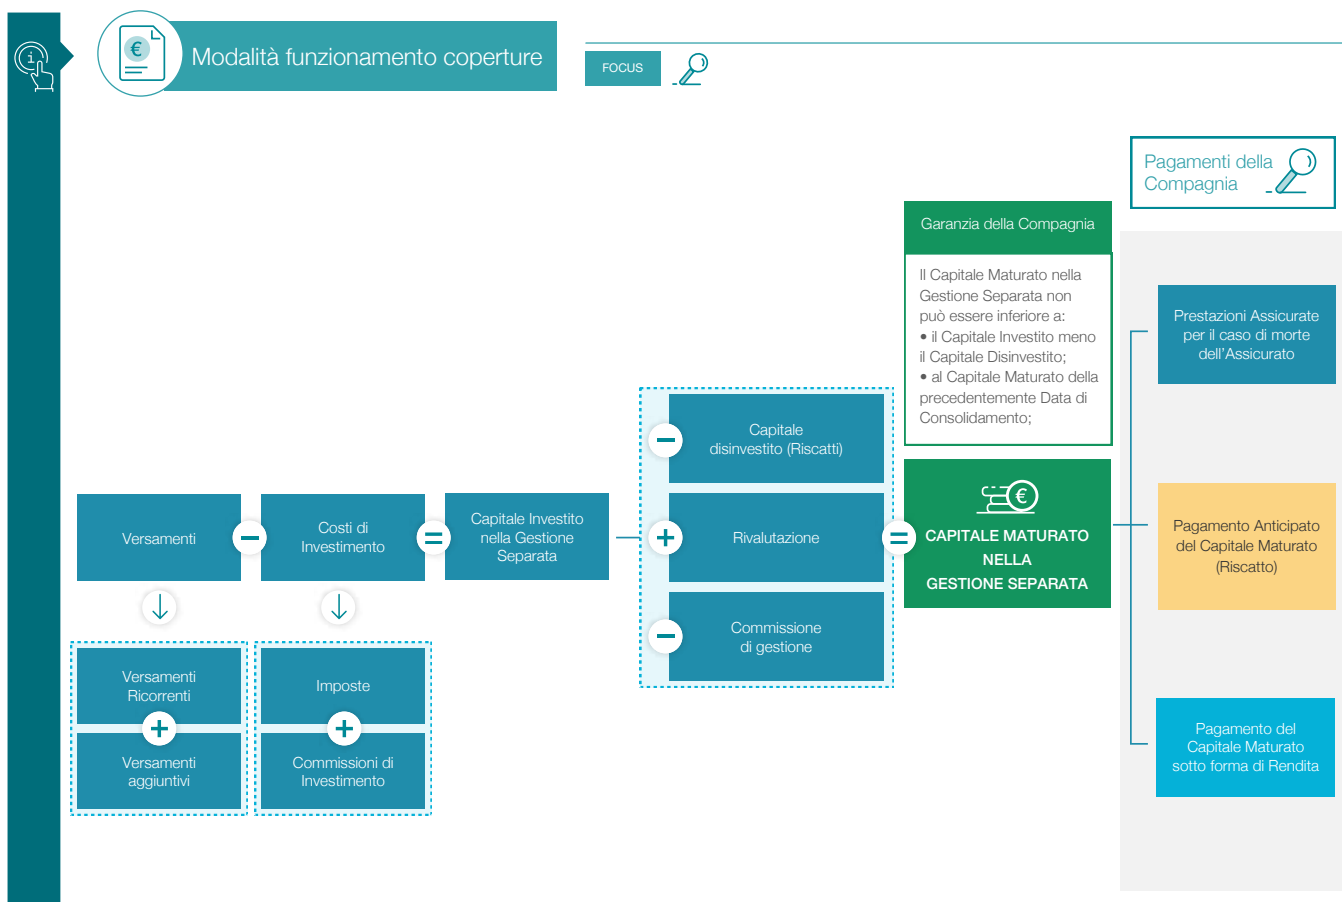 Modalità funzionamento coperture
FOCUS
Pagamenti della
Compagnia
Garanzia della Compagnia
Il Capitale Maturato nella
Gestione Separata non
può essere inferiore a:
• il Capitale Investito meno
il Capitale Disinvestito;
• al Capitale Maturato della
precedentemente Data di
Consolidamento;
Prestazioni Assicurate
per il caso di morte
dell'Assicurato
Capitale
disinvestito (Riscatti)
Versamenti
Costi di
Investimento
Capitale Investito
nella Gestione
Separata
Rivalutazione
CAPITALE MATURATO
NELLA
GESTIONE SEPARATA
Pagamento Anticipato
del Capitale Maturato
(Riscatto)
Commissione
di gestione
Versamenti
Ricorrenti
Imposte
Versamenti
aggiuntivi
Commissioni di
Investimento
Pagamento del
Capitale Maturato
sotto forma di Rendita